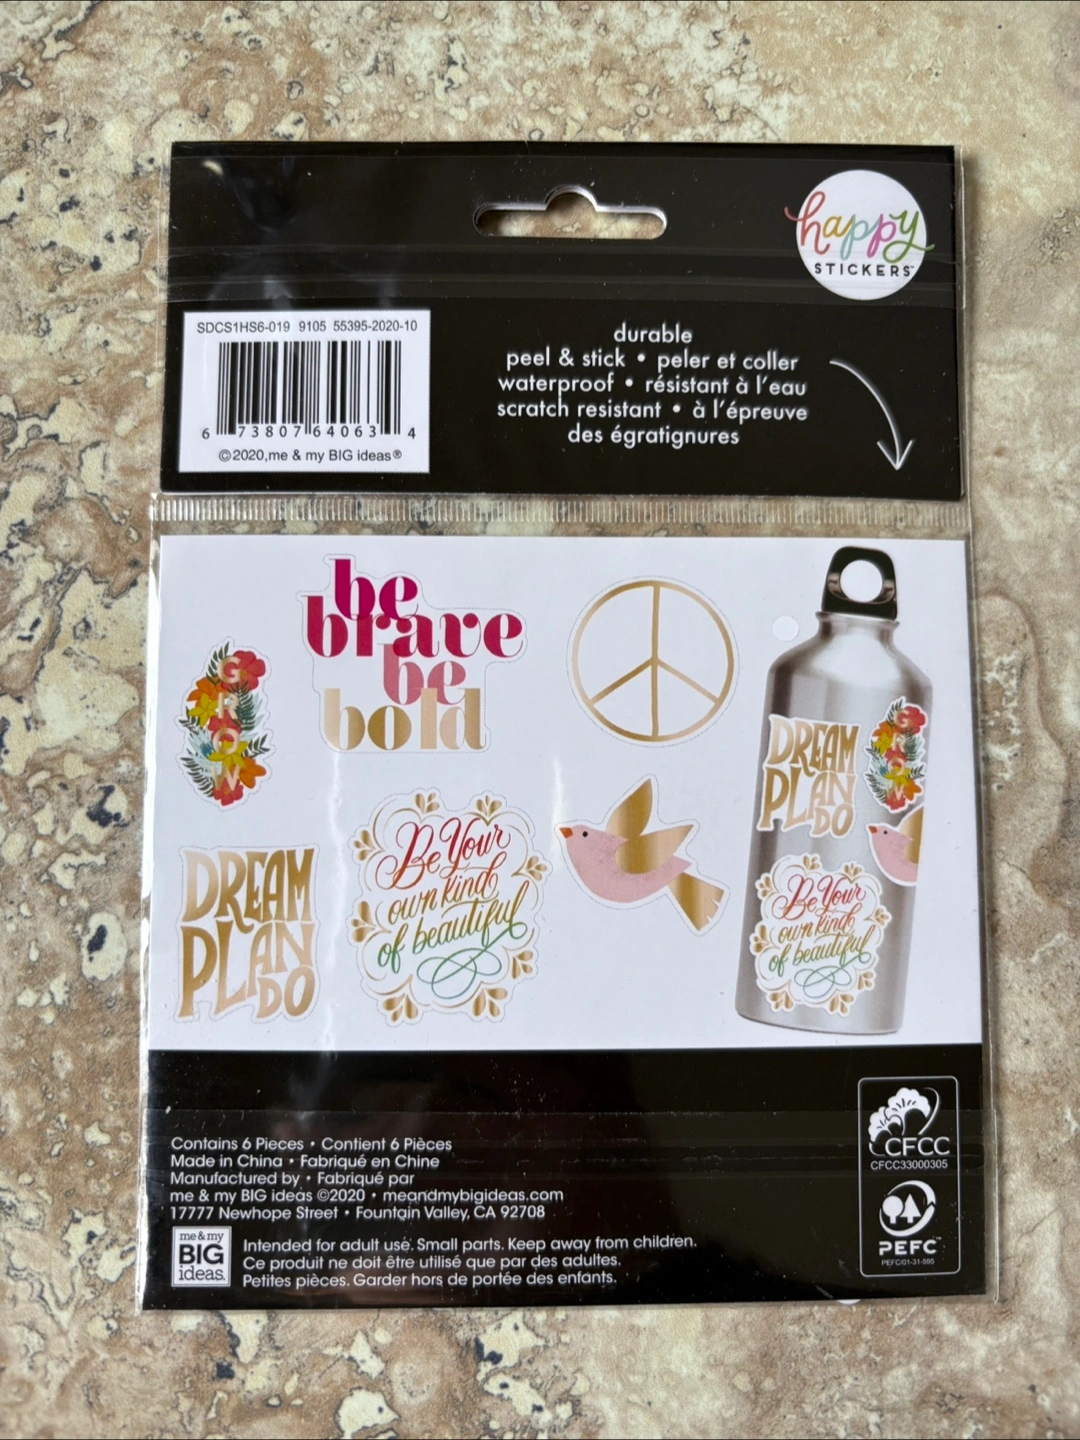 happy
STICKERS™
SDCS1HS6-019 9105 55395-2020-10
6 73807 64063 4
©2020,me & my BIG ideas®
durable
peel & stick • peler et coller
waterproof • résistant à l'eau
scratch resistant • à l'épreuve
des égratignures
be
brave
be
bold
GROW
DREAM
PLAN
DO
Be Your
own kind
of beautiful
DREAM
PLAN
DO
GROW
Be Your
own kind
of beautiful
Contains 6 Pieces • Contient 6 Pièces
Made in China • Fabriqué en Chine
Manufactured by • Fabriqué par
me & my BIG ideas ©2020 • meandmybigideas.com
17777 Newhope Street • Fountain Valley, CA 92708
me & my
BIG
ideas.
Intended for adult use. Small parts. Keep away from children.
Ce produit ne doit être utilisé que par des adultes.
Petites pièces. Garder hors de portée des enfants.
CFCC
CFCC33000305
PEFC™
PEFC/01-31-595